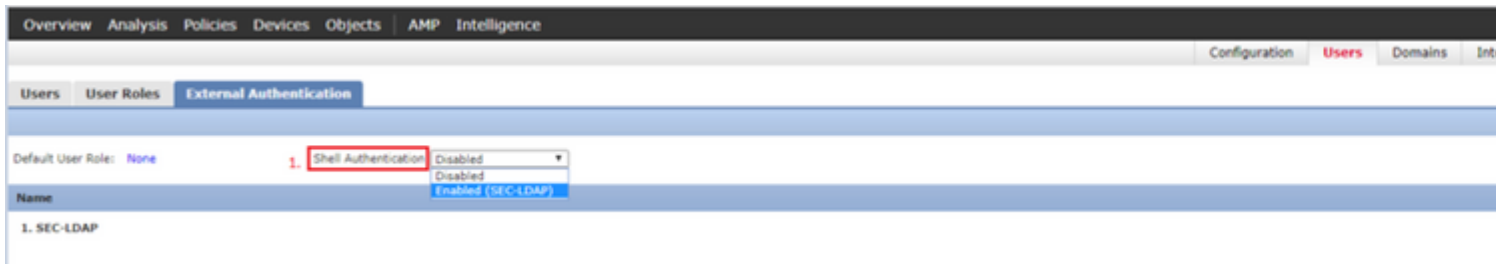 Overview Analysis Policies Devices Objects AMP Intelligence
Configuration Users Domains
Users User Roles External Authentication
Default User Role: None 1. Shell Authentication Disabled
Disabled
Enabled (SEC-LDAP)
Name
1. SEC-LDAP